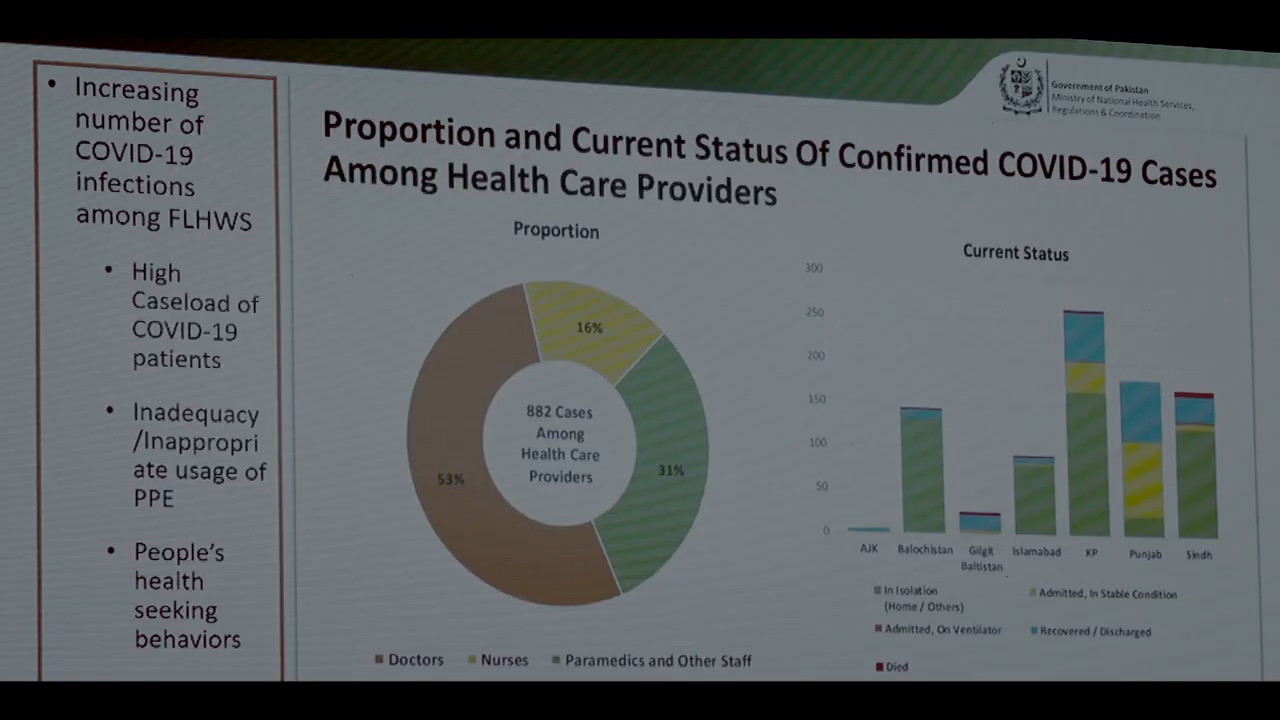 Government of Pakistan
Ministry of National Health Services,
Regulations & Coordination
• Increasing
number of
COVID-19
infections
among FLHWS
• High
Caseload of
COVID-19
patients
• Inadequacy
/Inappropri
ate usage of
PPE
• People's
health
seeking
behaviors
Proportion and Current Status Of Confirmed COVID-19 Cases
Among Health Care Providers
Proportion
16%
53%
31%
882 Cases
Among
Health Care
Providers
Doctors Nurses Paramedics and Other Staff
Current Status
300
250
200
150
100
50
0
AJK Balochistan Gilgit Islamabad KP Punjab Sindh
Baltistan
In Isolation Admitted, In Stable Condition
(Home / Others)
Admitted, On Ventilator Recovered / Discharged
Died